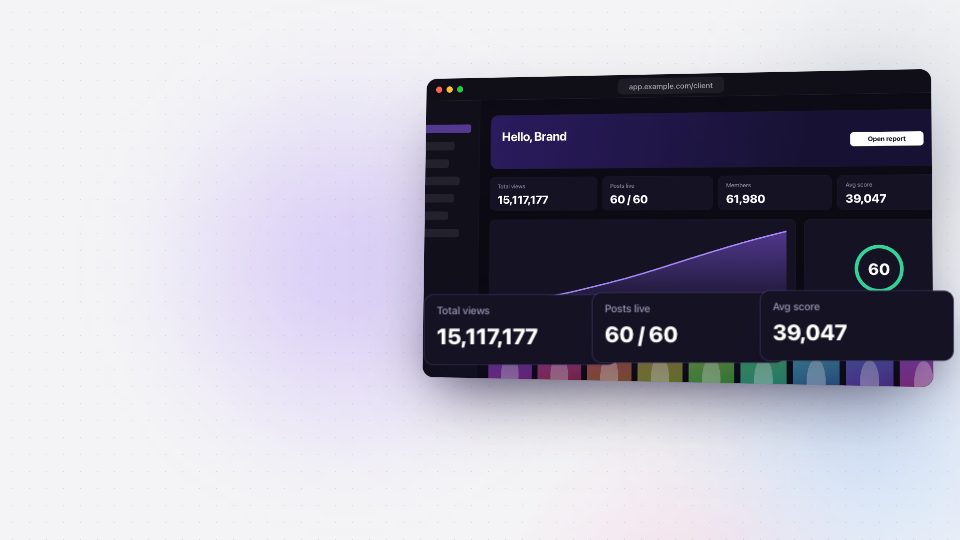 app.example.com/client
Hello, Brand
Open report
Total views
15,117,177
Posts live
60 / 60
Members
61,980
Avg score
39,047
60
Total views
15,117,177
Posts live
60 / 60
Avg score
39,047